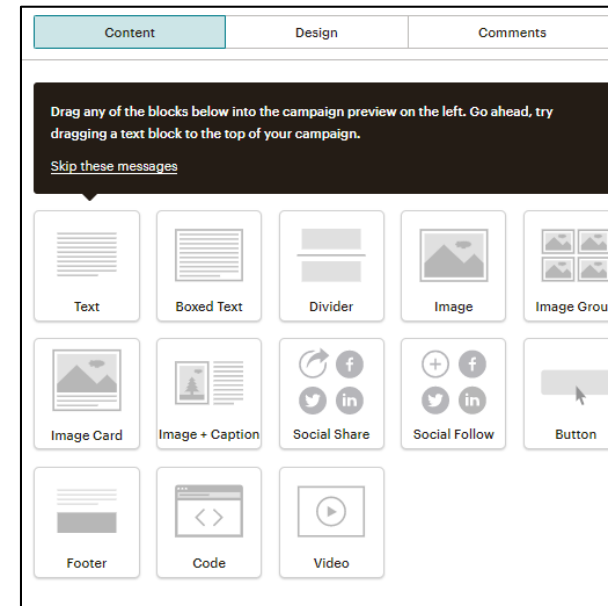 Content Design Comments
Drag any of the blocks below into the campaign preview on the left. Go ahead, try
dragging a text block to the top of your campaign.
Skip these messages
Text Boxed Text Divider Image Image Grou
Image Card Image + Caption Social Share Social Follow Button
Footer Code Video